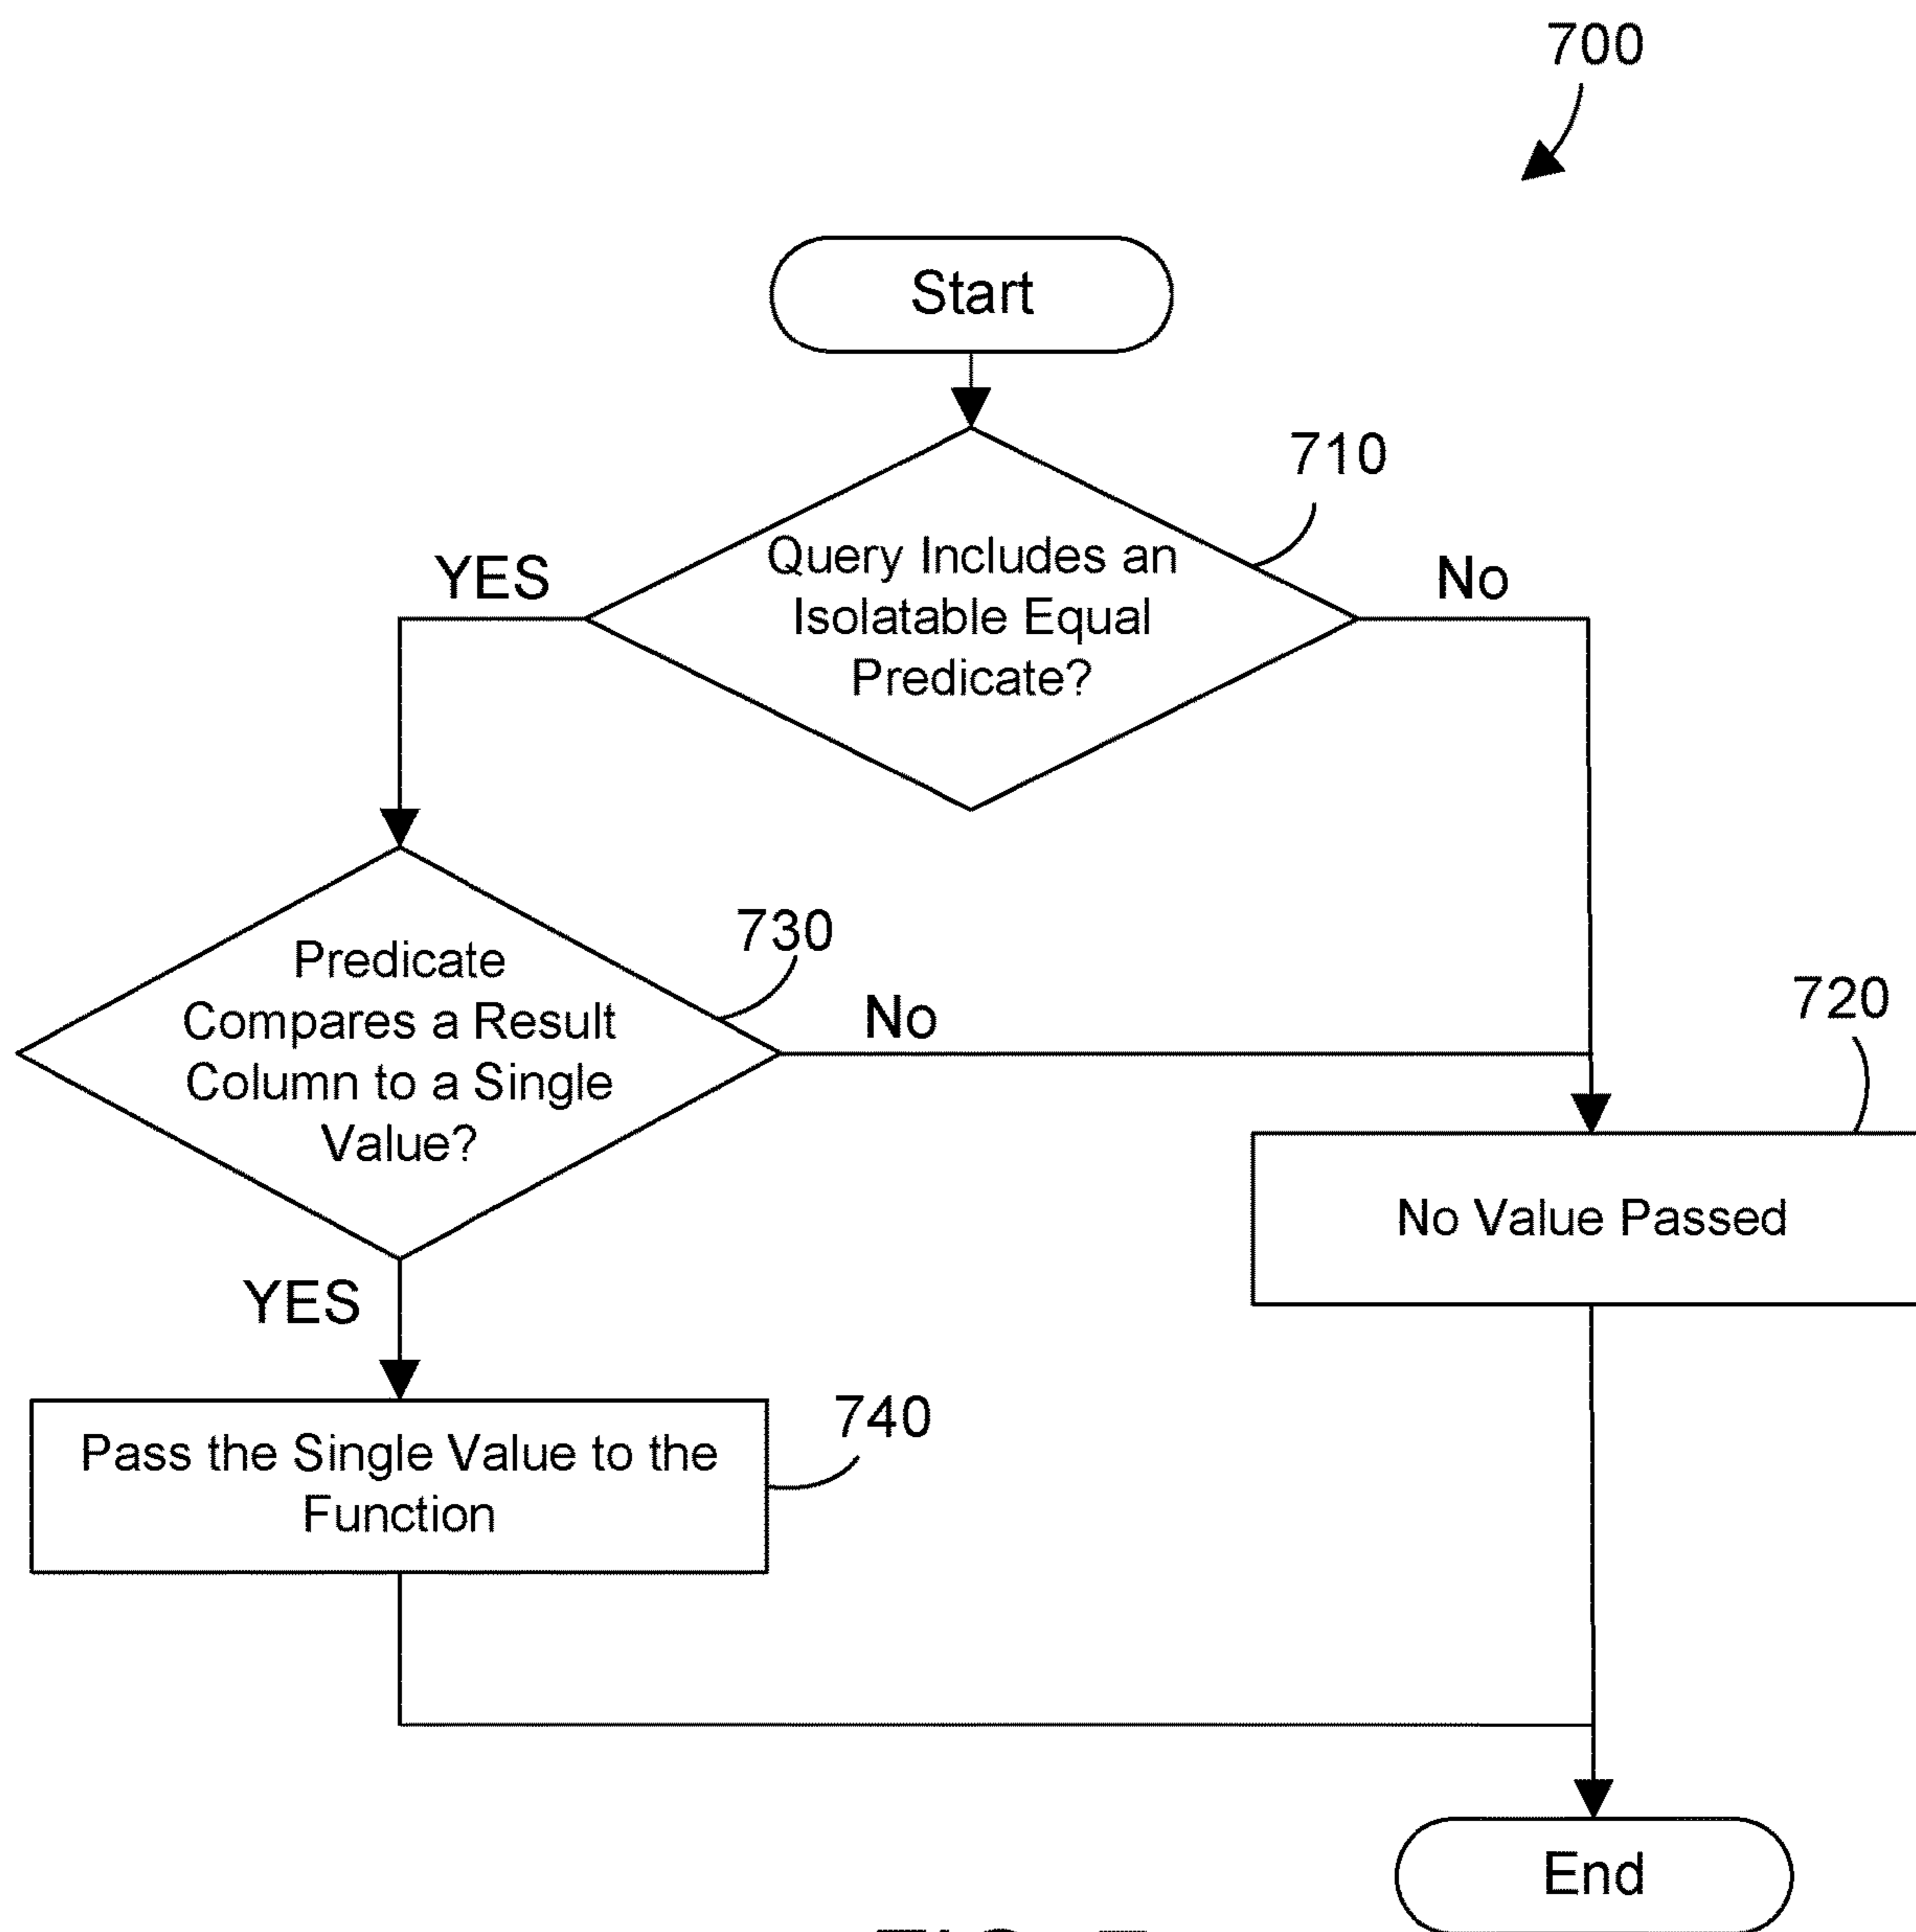 700
Start
710
Query Includes an
Isolatable Equal
Predicate?
YES
No
730
Predicate
Compares a Result
Column to a Single
Value?
No
720
No Value Passed
YES
740
Pass the Single Value to the
Function
End